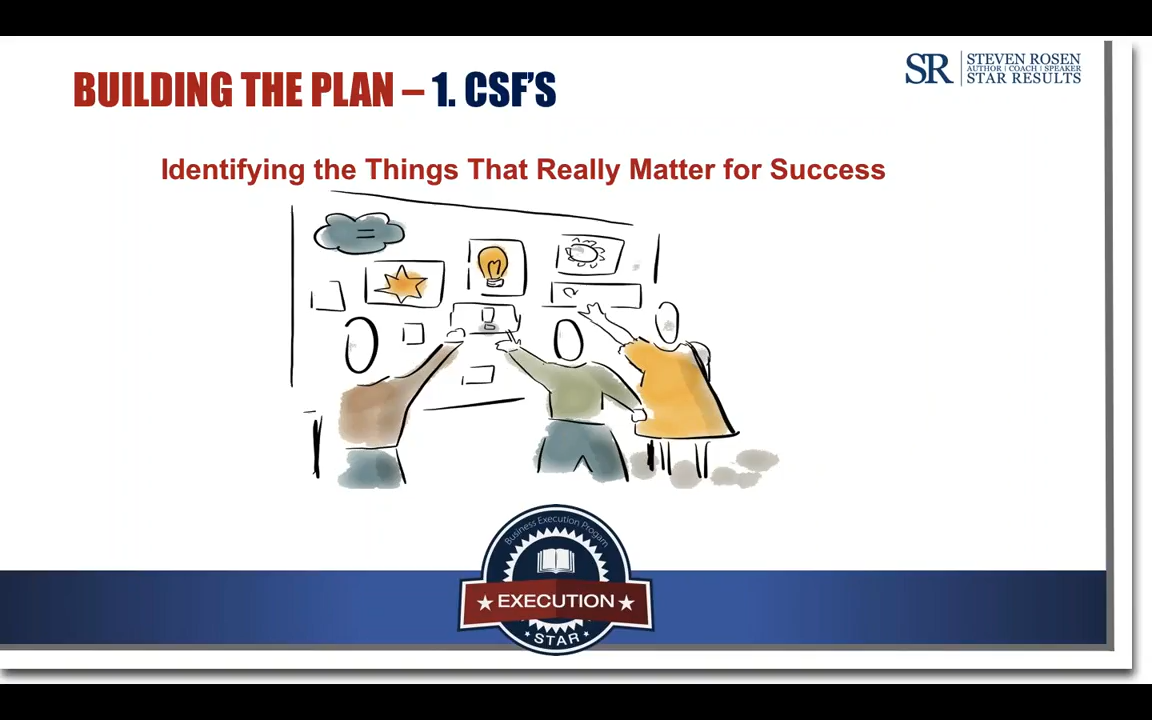 BUILDING THE PLAN – 1. CSF'S
SR
STEVEN ROSEN
AUTHOR | COACH | SPEAKER
STAR RESULTS
Identifying the Things That Really Matter for Success
Business Execution Progam
EXECUTION
STAR